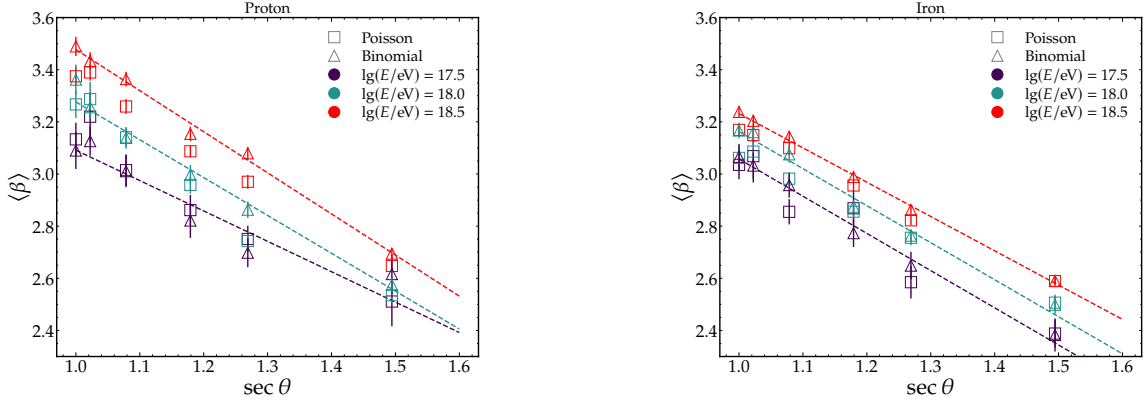 Proton
3.6
3.4
3.2
3.0
2.8
2.6
2.4
⟨β⟩
Poisson
Binomial
lg(E/eV) = 17.5
lg(E/eV) = 18.0
lg(E/eV) = 18.5
1.0 1.1 1.2 1.3 1.4 1.5 1.6
sec θ
Iron
3.6
3.4
3.2
3.0
2.8
2.6
2.4
⟨β⟩
Poisson
Binomial
lg(E/eV) = 17.5
lg(E/eV) = 18.0
lg(E/eV) = 18.5
1.0 1.1 1.2 1.3 1.4 1.5 1.6
sec θ